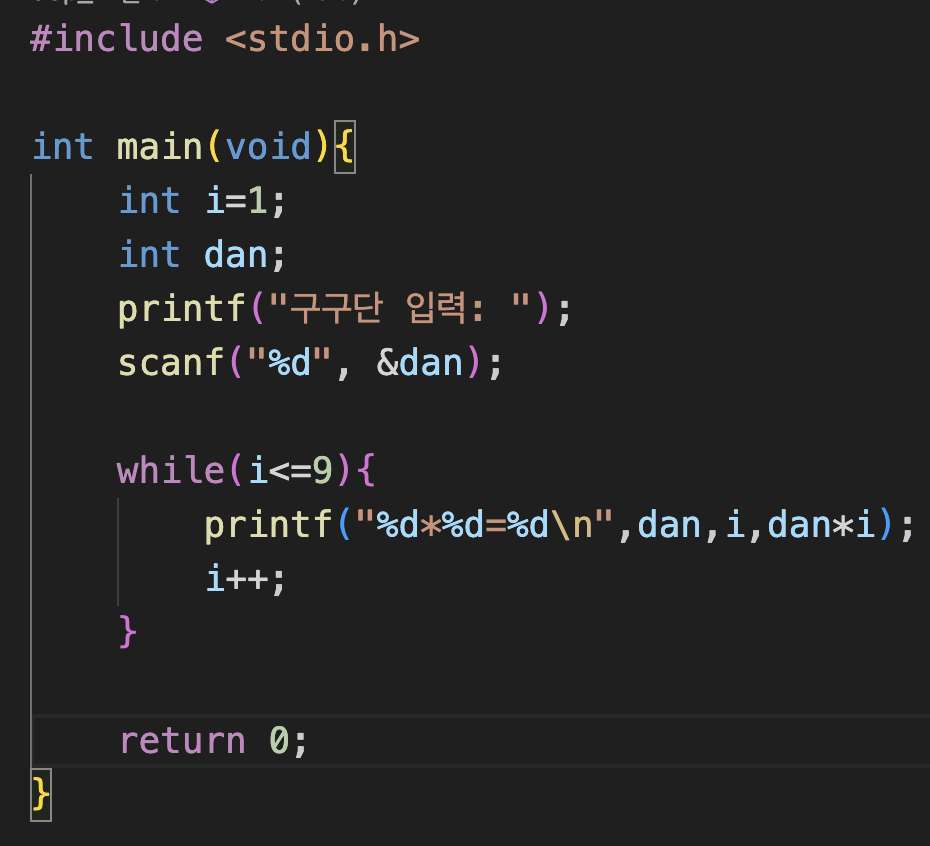 #include <stdio.h>
int main(void){
int i=1;
int dan;
printf("구구단 입력: ");
scanf("%d", &dan);
while(i<=9){
printf("%d*%d=%d\n",dan,i,dan*i);
i++;
}
return 0;
}